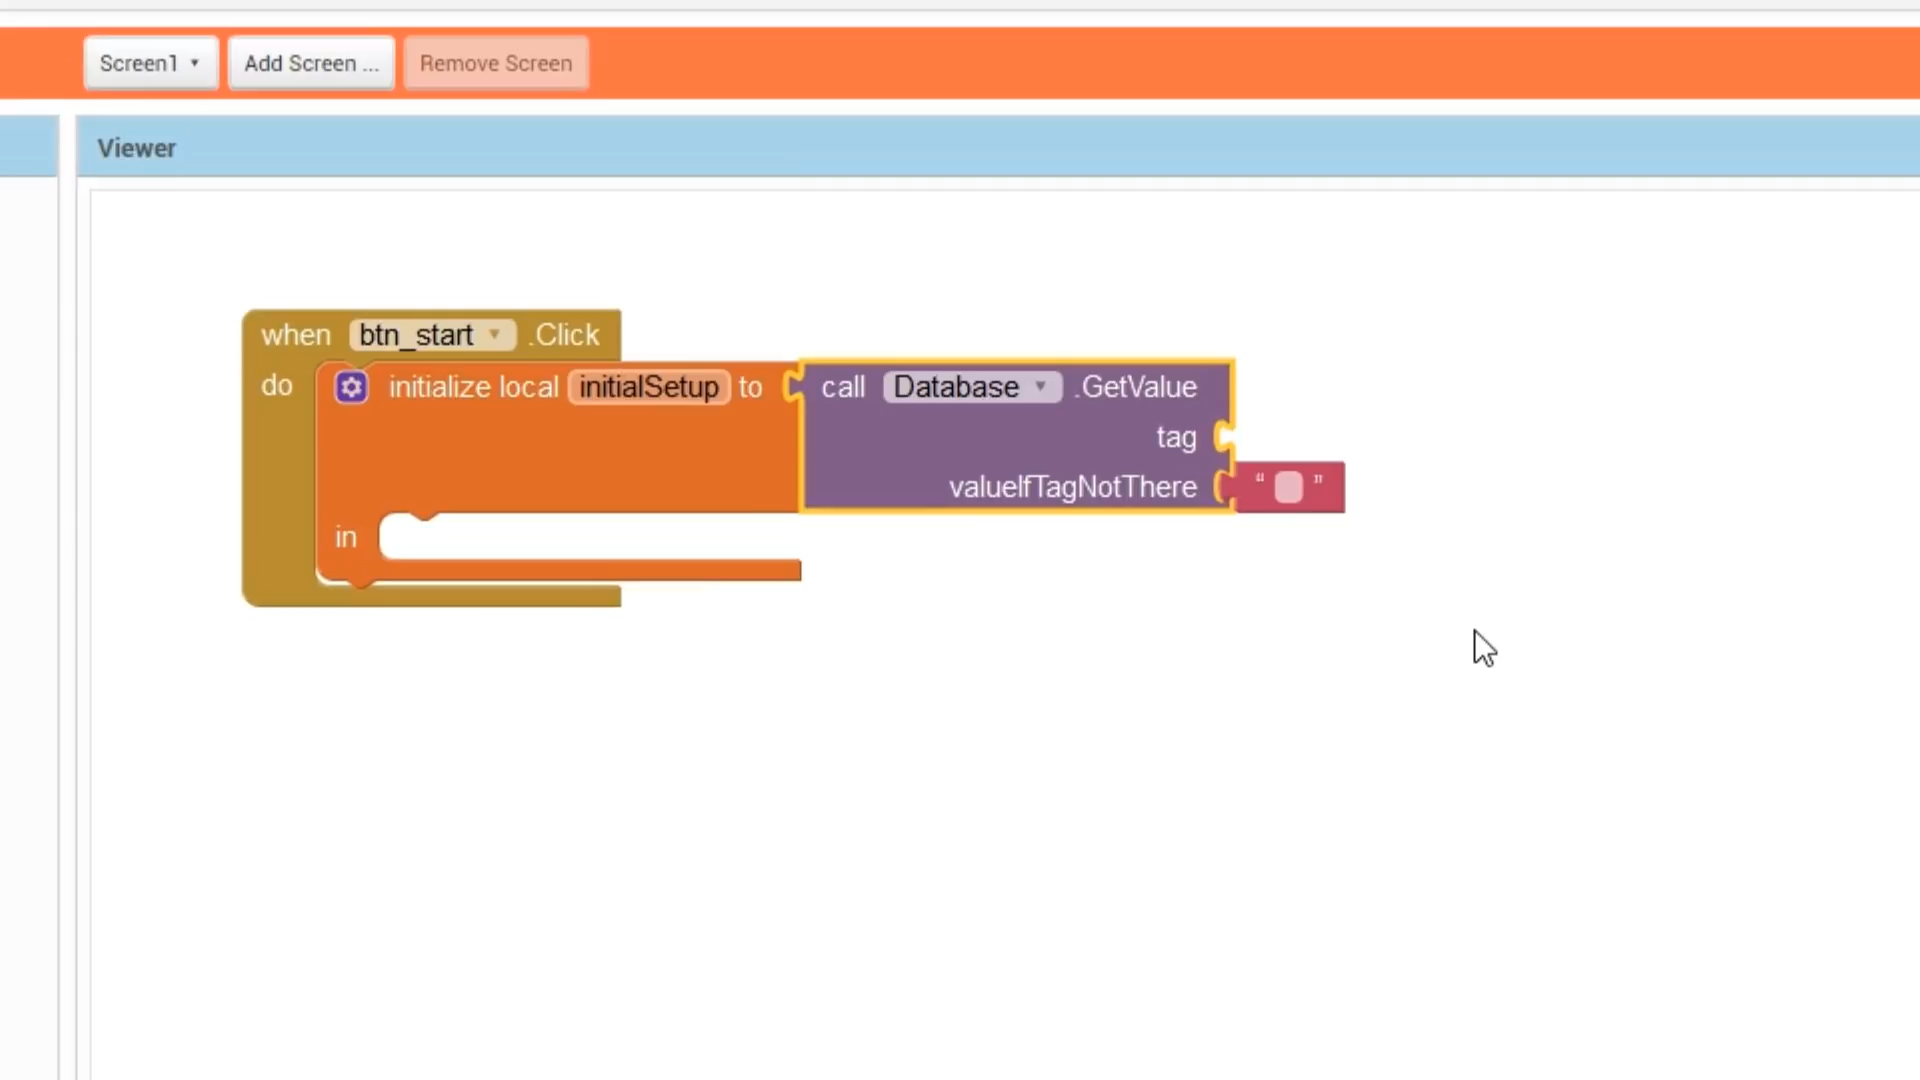 Screen1 Add Screen ... Remove Screen
Viewer
when btn_start .Click
do initialize local initialSetup to call Database .GetValue
tag
valueIfTagNotThere “ ”
in